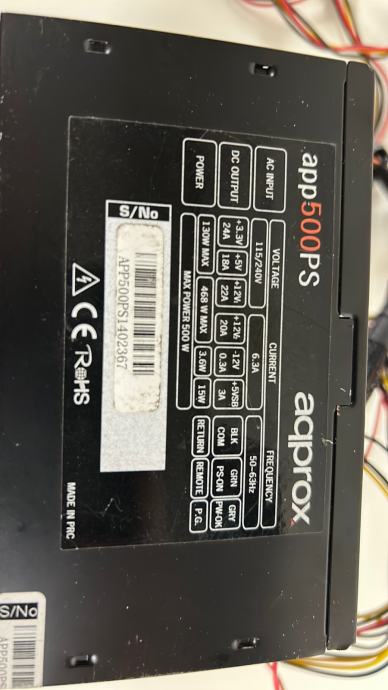 app500PS
aqprox
VOLTAGE CURRENT FREQUENCY
AC INPUT 115/240V 6.3A 50-63Hz
DC OUTPUT +3.3V +5V +12V₁ +12V₂ -12V +5VSB BLK GRN GRY
24A 18A 22A 20A 0.3A 3A COM PS-ON PW-OK
POWER 130W MAX 468 W MAX 3.6W 15W RETURN REMOTE P.G.
MAX POWER 500 W
S/No
APP500PS1402367
CE RoHS
MADE IN PRC
S/No
APP500PS